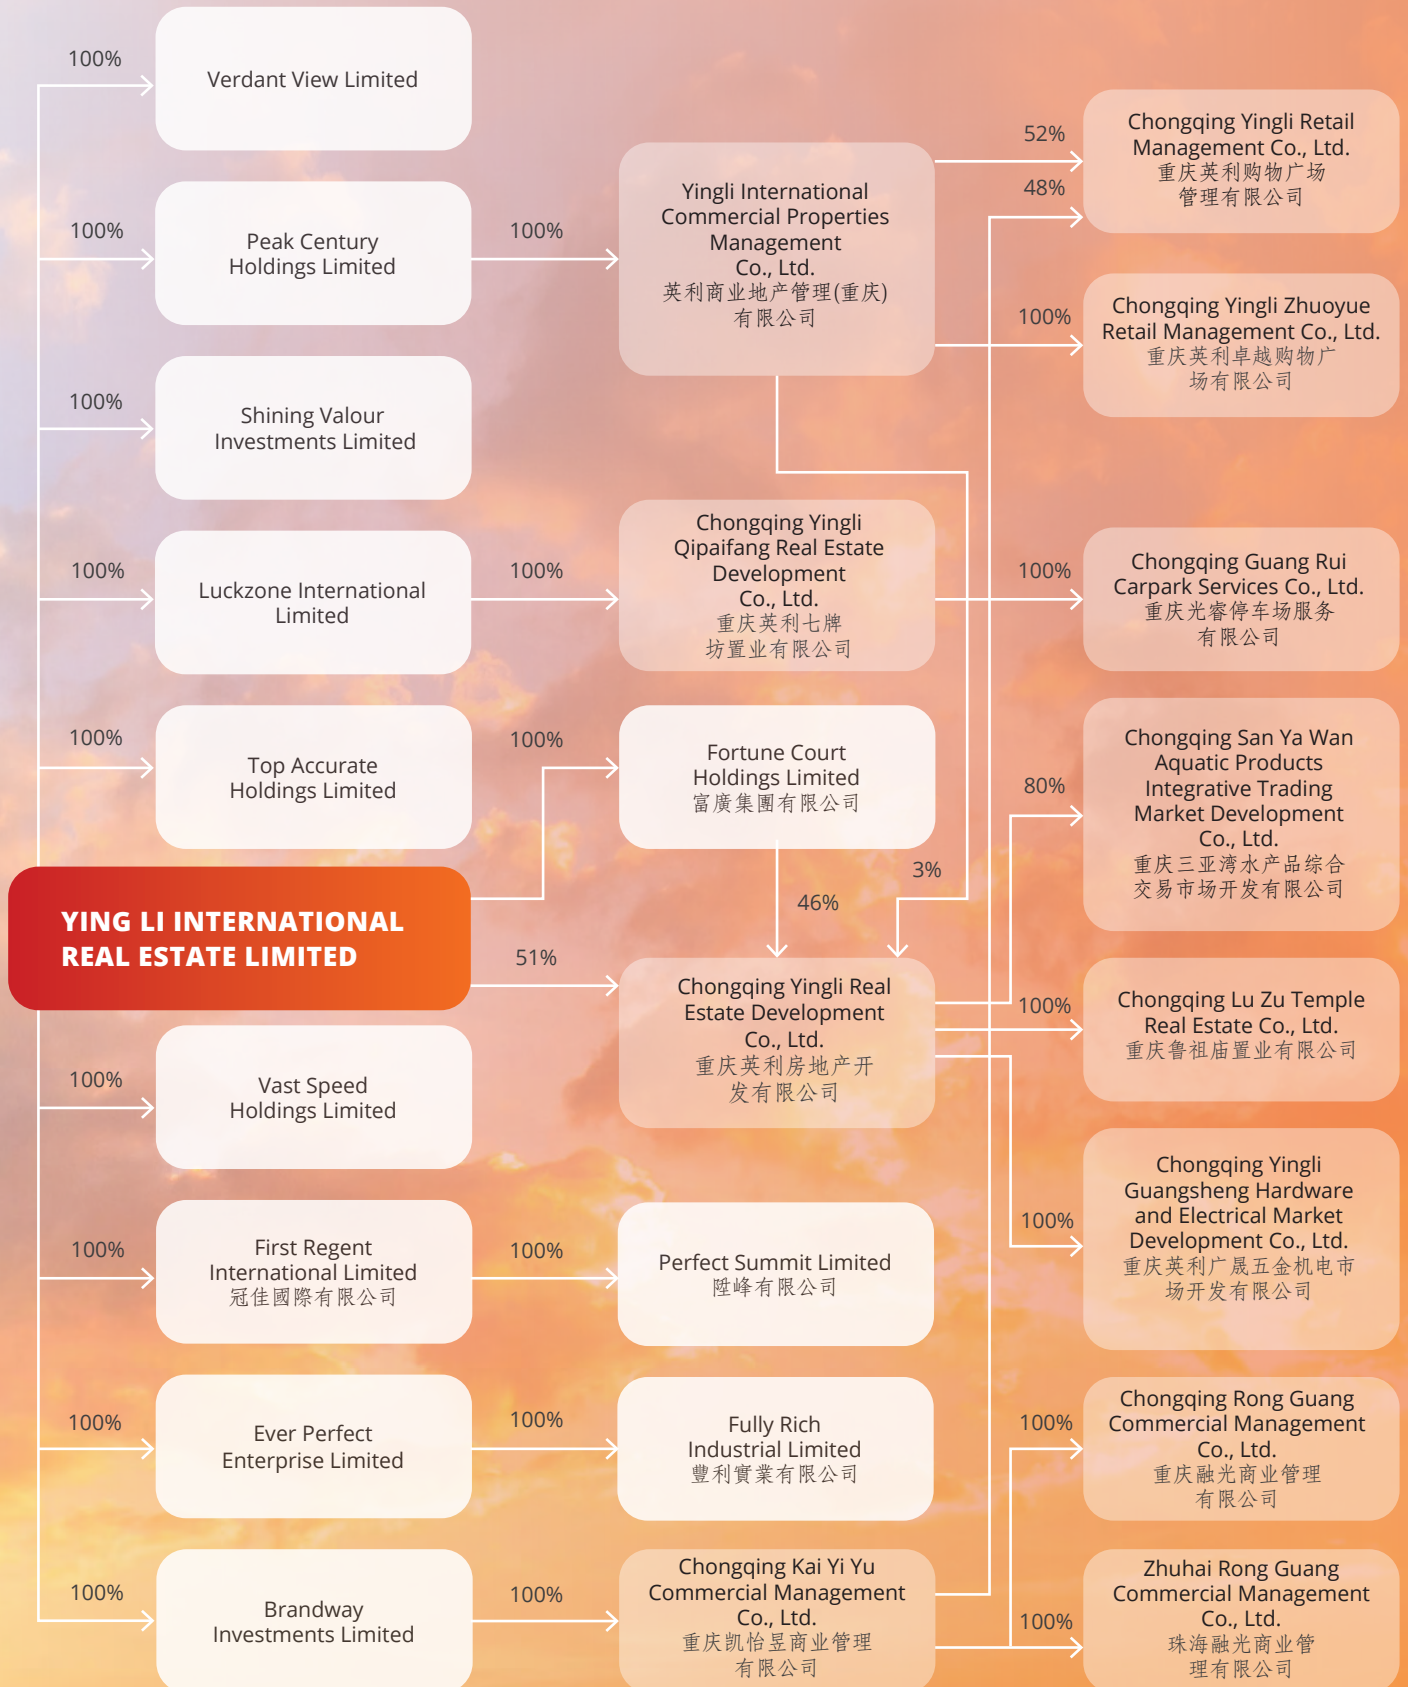 100%
Verdant View Limited
100%
Peak Century
Holdings Limited
100%
Yingli International
Commercial Properties
Management
Co., Ltd.
英利商业地产管理(重庆)
有限公司
52%
Chongqing Yingli Retail
Management Co., Ltd.
重庆英利购物广场
管理有限公司
48%
100%
Chongqing Yingli Zhuoyue
Retail Management Co., Ltd.
重庆英利卓越购物广
场有限公司
100%
Shining Valour
Investments Limited
100%
Luckzone International
Limited
100%
Chongqing Yingli
Qipaifang Real Estate
Development
Co., Ltd.
重庆英利七牌
坊置业有限公司
100%
Chongqing Guang Rui
Carpark Services Co., Ltd.
重庆光睿停车场服务
有限公司
100%
Top Accurate
Holdings Limited
100%
Fortune Court
Holdings Limited
富廣集團有限公司
80%
Chongqing San Ya Wan
Aquatic Products
Integrative Trading
Market Development
Co., Ltd.
重庆三亚湾水产品综合
交易市场开发有限公司
46%
3%
YING LI INTERNATIONAL
REAL ESTATE LIMITED
51%
Chongqing Yingli Real
Estate Development
Co., Ltd.
重庆英利房地产开
发有限公司
100%
Chongqing Lu Zu Temple
Real Estate Co., Ltd.
重庆鲁祖庙置业有限公司
100%
Vast Speed
Holdings Limited
100%
Chongqing Yingli
Guangsheng Hardware
and Electrical Market
Development Co., Ltd.
重庆英利广晟五金机电市
场开发有限公司
100%
First Regent
International Limited
冠佳國際有限公司
100%
Perfect Summit Limited
陞峰有限公司
100%
Ever Perfect
Enterprise Limited
100%
Fully Rich
Industrial Limited
豐利實業有限公司
100%
Chongqing Rong Guang
Commercial Management
Co., Ltd.
重庆融光商业管理
有限公司
100%
Brandway
Investments Limited
100%
Chongqing Kai Yi Yu
Commercial Management
Co., Ltd.
重庆凯怡昱商业管理
有限公司
100%
Zhuhai Rong Guang
Commercial Management
Co., Ltd.
珠海融光商业管
理有限公司